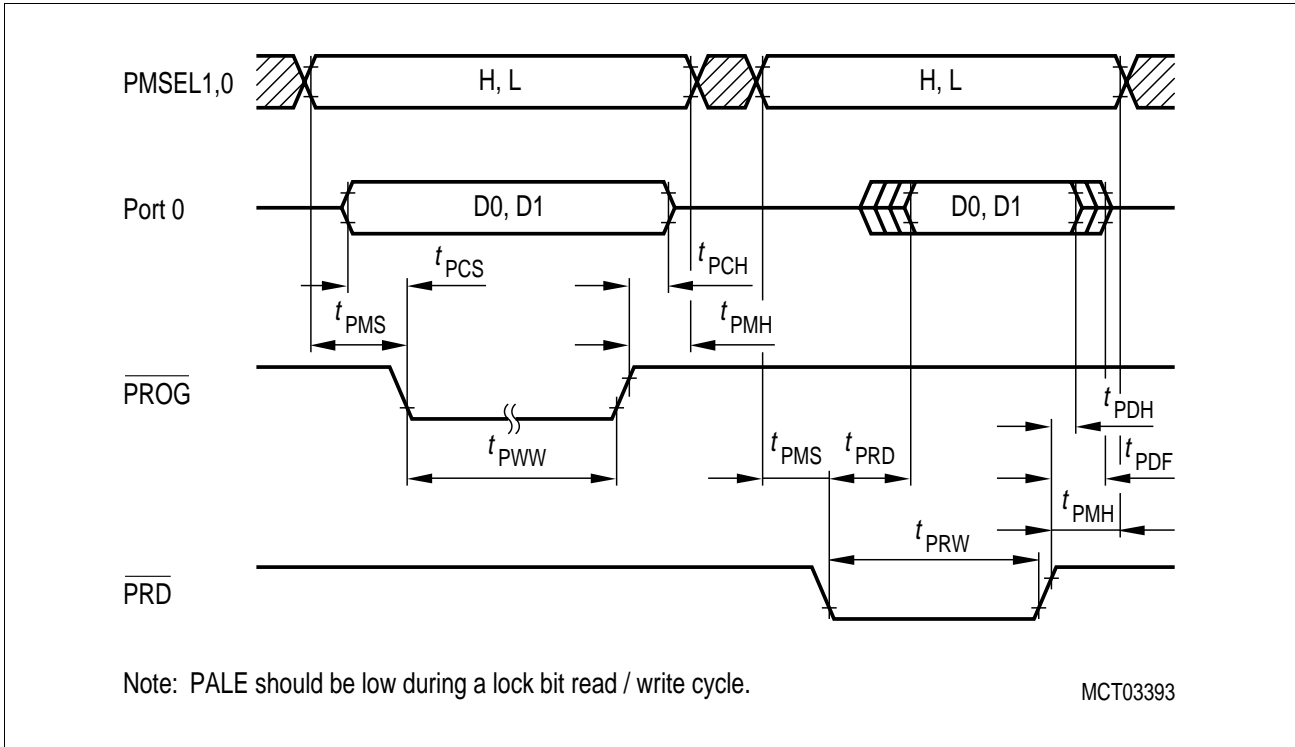 PMSEL1,0
H, L
H, L
Port 0
D0, D1
D0, D1
tPCS
tPCH
tPMS
tPMH
PROG
tPWW
tPMS
tPRD
tPDH
tPDF
tPMH
tPRW
PRD
Note: PALE should be low during a lock bit read / write cycle.
MCT03393